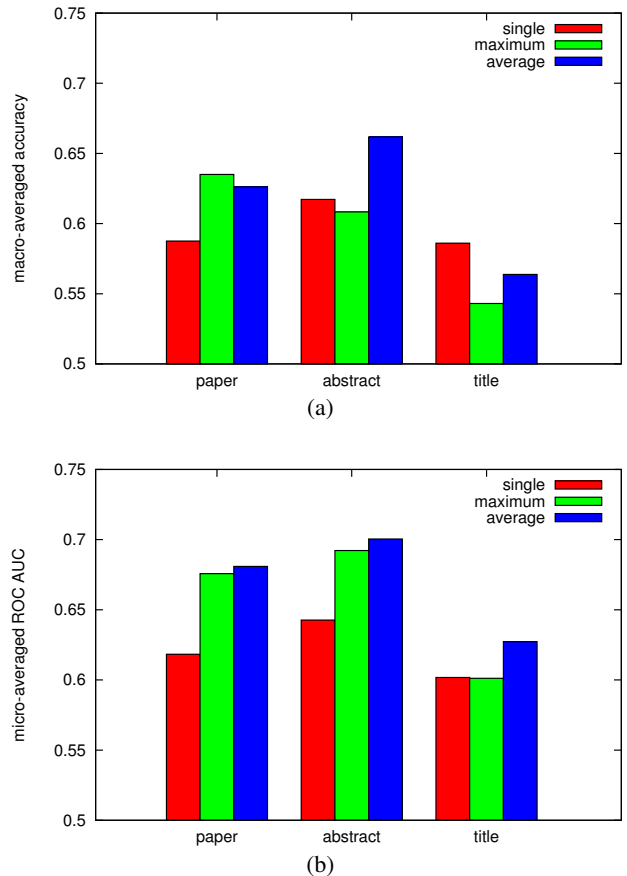 0.75
single
maximum
average
0.7
0.65
0.6
0.55
0.5
macro-averaged accuracy
paper abstract title
(a)
0.75
single
maximum
average
0.7
0.65
0.6
0.55
0.5
micro-averaged ROC AUC
paper abstract title
(b)